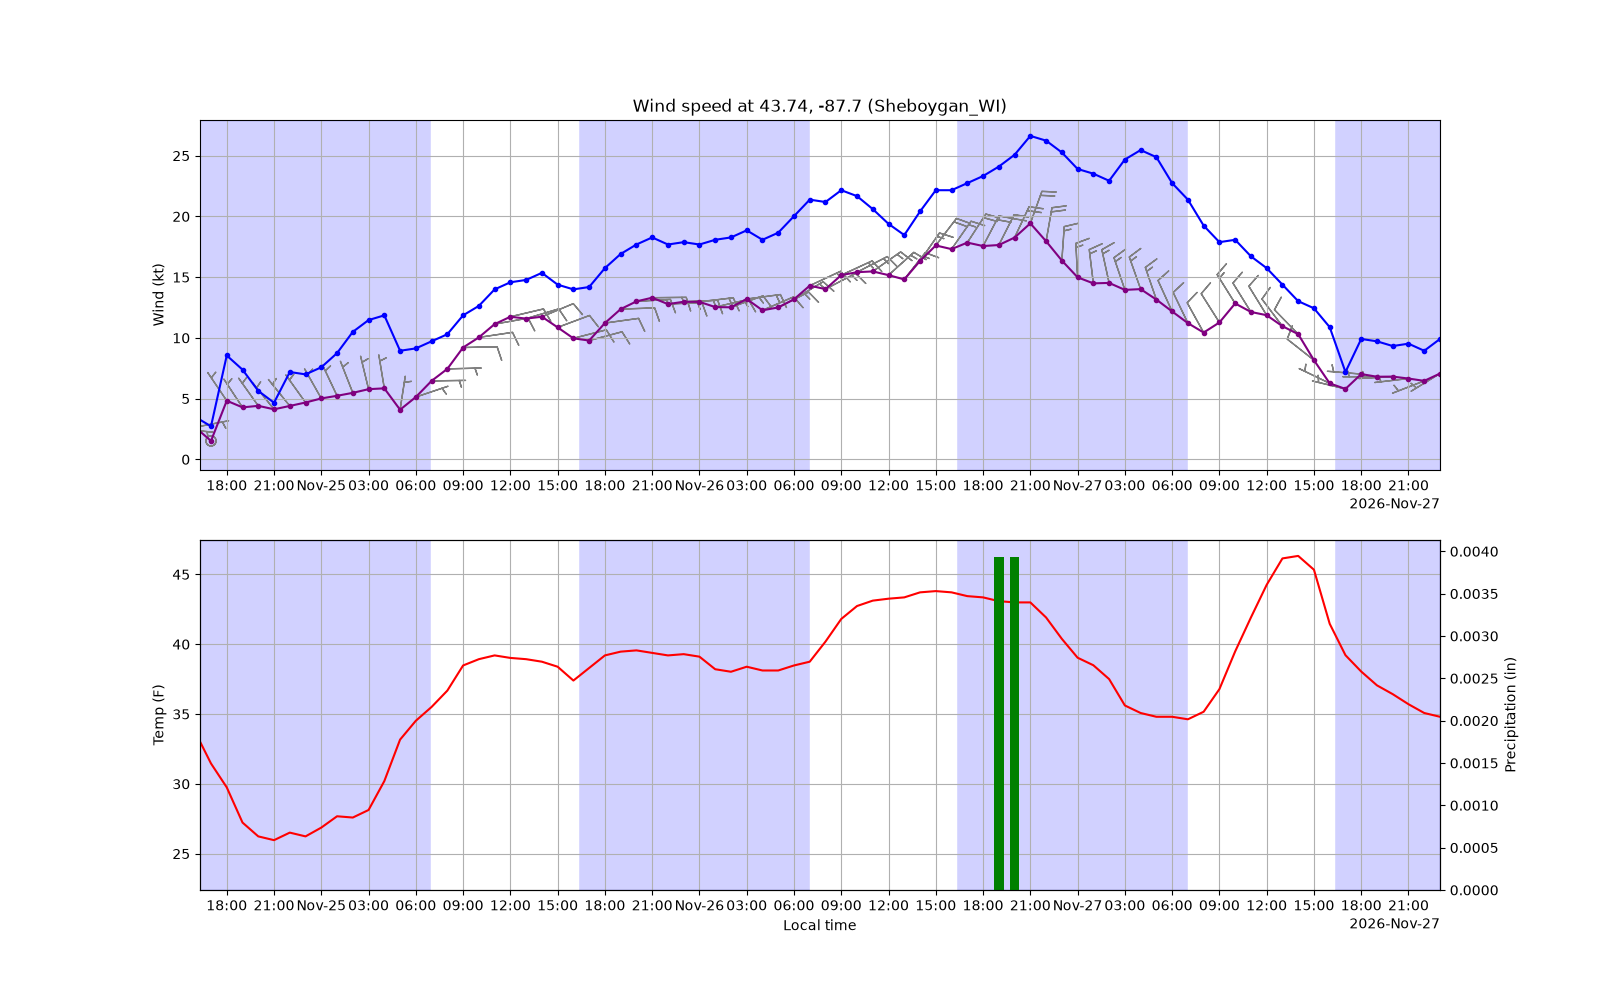 Wind speed at 43.74, -87.7 (Sheboygan_WI)
25
20
15
10
5
0
Wind (kt)
18:00 21:00 Nov-25 03:00 06:00 09:00 12:00 15:00 18:00 21:00 Nov-26 03:00 06:00 09:00 12:00 15:00 18:00 21:00 Nov-27 03:00 06:00 09:00 12:00 15:00 18:00 21:00
2026-Nov-27
45
40
35
30
25
Temp (F)
0.0040
0.0035
0.0030
0.0025
0.0020
0.0015
0.0010
0.0005
0.0000
Precipitation (in)
18:00 21:00 Nov-25 03:00 06:00 09:00 12:00 15:00 18:00 21:00 Nov-26 03:00 06:00 09:00 12:00 15:00 18:00 21:00 Nov-27 03:00 06:00 09:00 12:00 15:00 18:00 21:00
Local time
2026-Nov-27